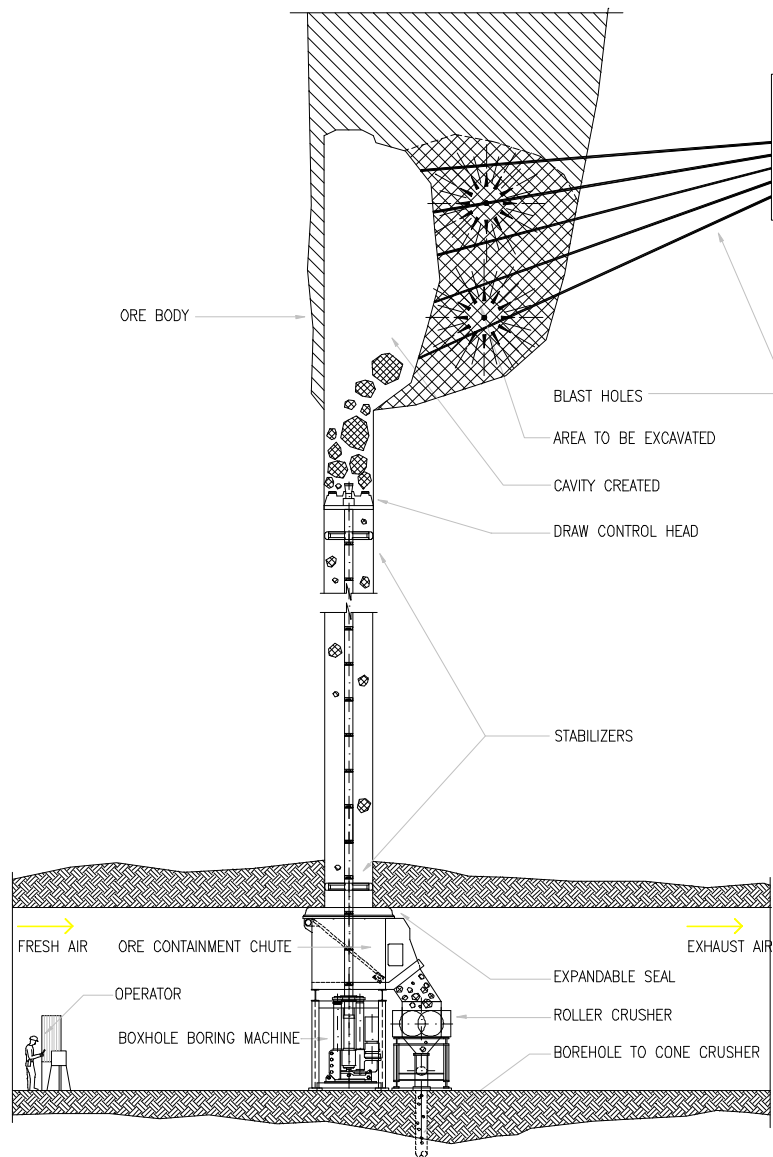 ORE BODY
BLAST HOLES
AREA TO BE EXCAVATED
CAVITY CREATED
DRAW CONTROL HEAD
STABILIZERS
FRESH AIR
ORE CONTAINMENT CHUTE
EXHAUST AIR
EXPANDABLE SEAL
OPERATOR
ROLLER CRUSHER
BOXHOLE BORING MACHINE
BOREHOLE TO CONE CRUSHER